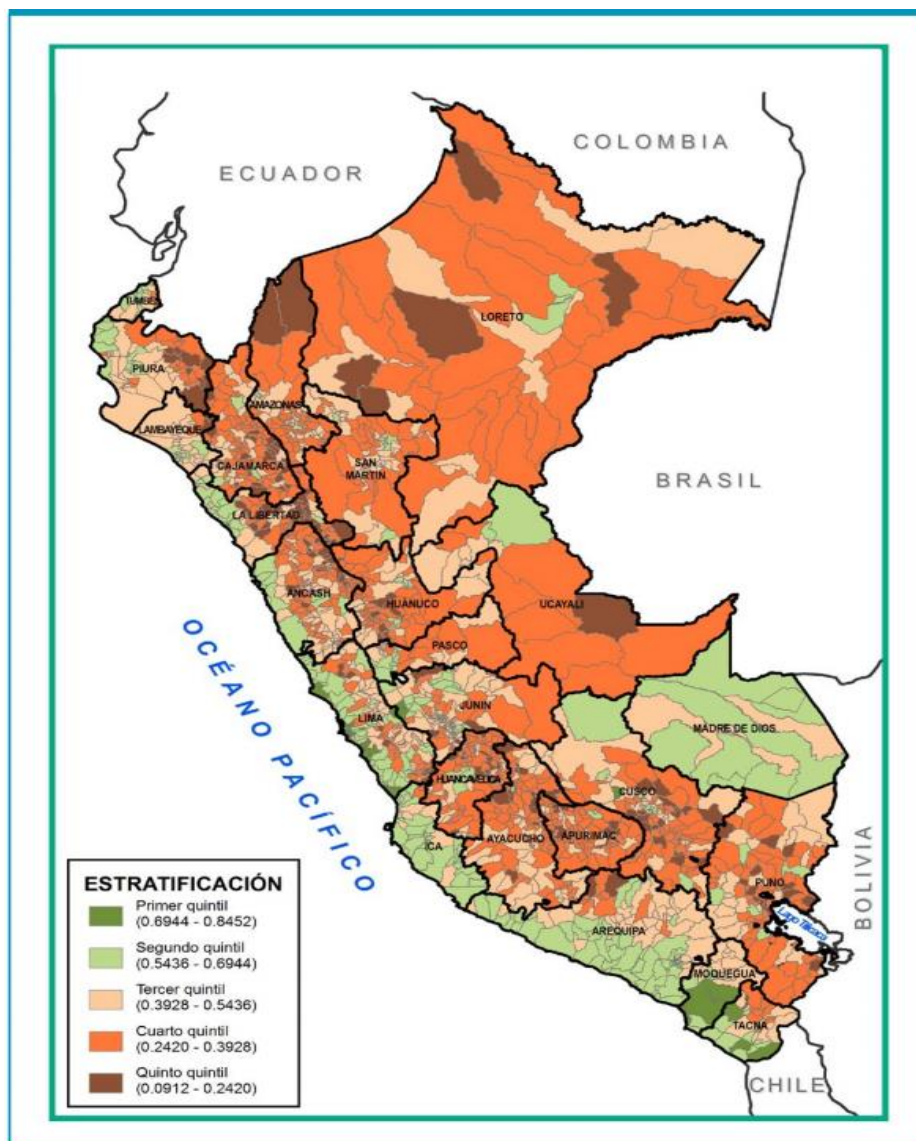 COLOMBIA
ECUADOR
LORETO
TUMBES
PIURA
AMAZONAS
LAMBAYEQUE
CAJAMARCA
SAN
MARTIN
BRASIL
LA LIBERTAD
ANCASH
HUANUCO
UCAYALI
PASCO
OCÉANO PACÍFICO
JUNIN
LIMA
MADRE DE DIOS
HUANCAVELICA
CUSCO
AYACUCHO
APURIMAC
ICA
PUNO
BOLIVIA
Lago Titicaca
AREQUIPA
MOQUEGUA
TACNA
CHILE
ESTRATIFICACIÓN
Primer quintil
(0.6944 - 0.8452)
Segundo quintil
(0.5436 - 0.6944)
Tercer quintil
(0.3928 - 0.5436)
Cuarto quintil
(0.2420 - 0.3928)
Quinto quintil
(0.0912 - 0.2420)